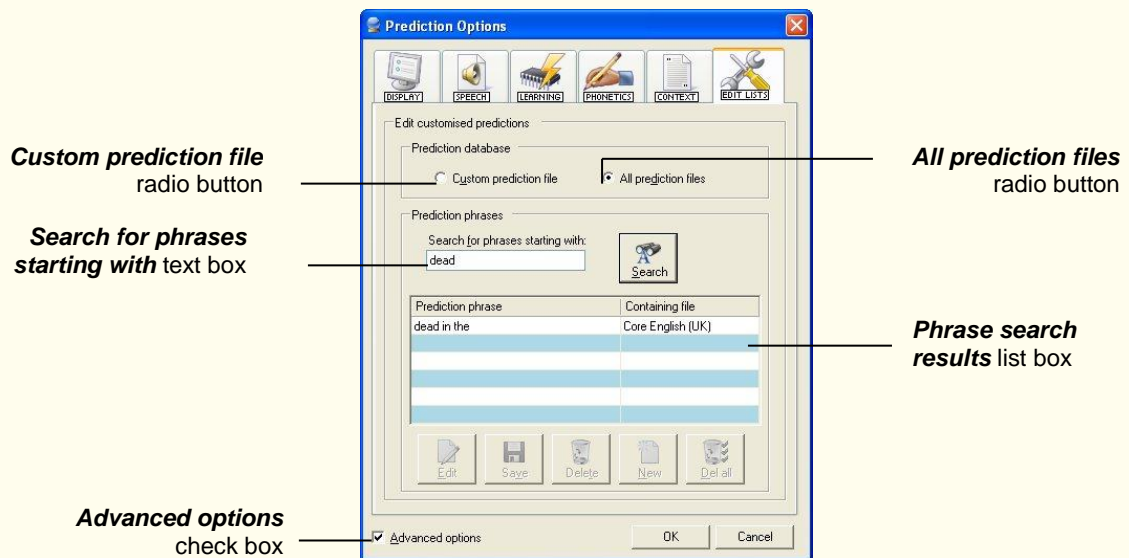 Prediction Options
DISPLAY SPEECH LEARNING PHONETICS CONTEXT EDIT LISTS
Edit customised predictions
Prediction database
Custom prediction file
radio button
Custom prediction file All prediction files
All prediction files
radio button
Prediction phrases
Search for phrases
starting with text box
Search for phrases starting with:
dead
Search
Prediction phrase Containing file
dead in the Core English (UK)
Phrase search
results list box
Edit Save Delete New Del all
Advanced options
check box
Advanced options OK Cancel